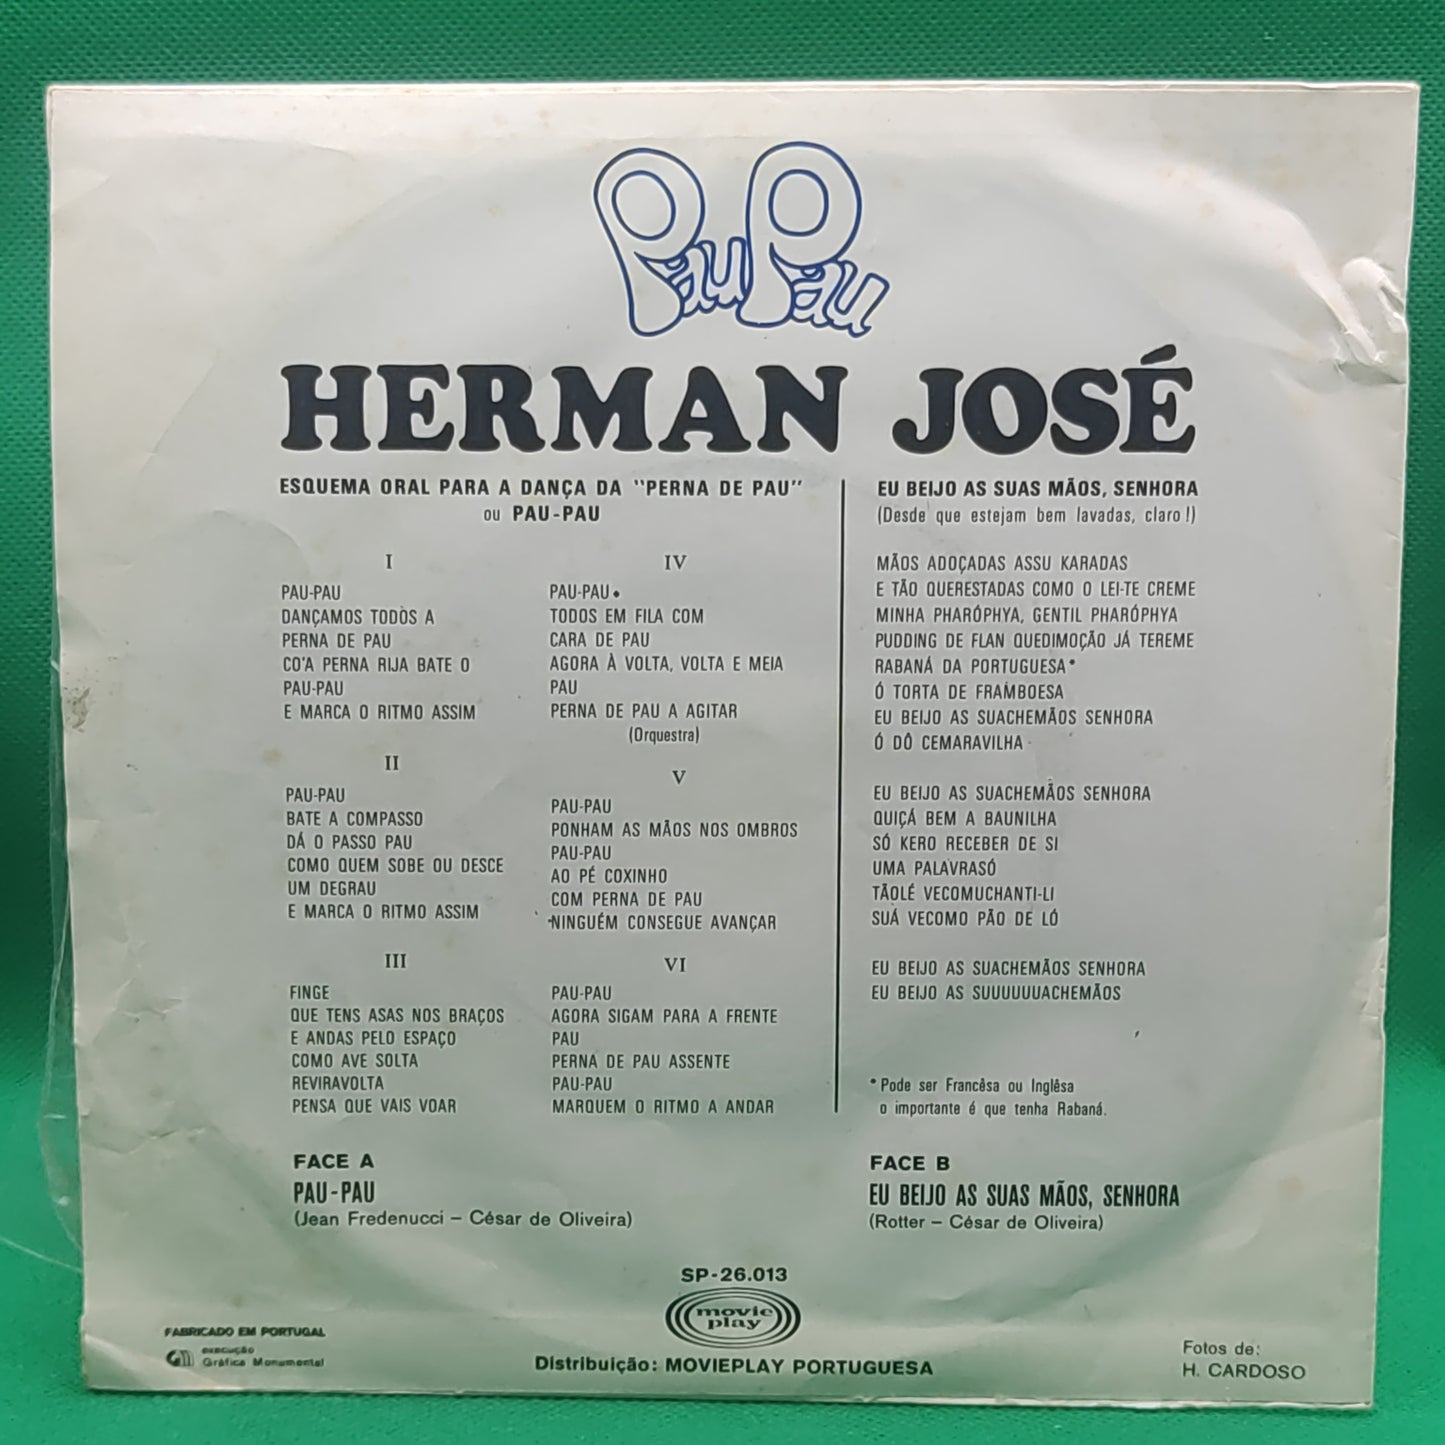 Pau Pau
HERMAN JOSÉ
ESQUEMA ORAL PARA A DANÇA DA "PERNA DE PAU"
ou PAU-PAU
I
PAU-PAU
DANÇAMOS TODOS A
PERNA DE PAU
CO'A PERNA RIJA BATE O
PAU-PAU
E MARCA O RITMO ASSIM
II
PAU-PAU
BATE A COMPASSO
DÁ O PASSO PAU
COMO QUEM SOBE OU DESCE
UM DEGRAU
E MARCA O RITMO ASSIM
III
FINGE
QUE TENS ASAS NOS BRAÇOS
E ANDAS PELO ESPAÇO
COMO AVE SOLTA
REVIRAVOLTA
PENSA QUE VAIS VOAR
IV
PAU-PAU
TODOS EM FILA COM
CARA DE PAU
AGORA À VOLTA, VOLTA E MEIA
PAU
PERNA DE PAU A AGITAR
(Orquestra)
V
PAU-PAU
PONHAM AS MÃOS NOS OMBROS
PAU-PAU
AO PÉ COXINHO
COM PERNA DE PAU
NINGUÉM CONSEGUE AVANÇAR
VI
PAU-PAU
AGORA SIGAM PARA A FRENTE
PAU
PERNA DE PAU ASSENTE
PAU-PAU
MARQUEM O RITMO A ANDAR
EU BEIJO AS SUAS MÃOS, SENHORA
(Desde que estejam bem lavadas, claro!)
MÃOS ADOÇADAS ASSU KARADAS
E TÃO QUERESTADAS COMO O LEI-TE CREME
MINHA PHARÓPHYA, GENTIL PHARÓPHYA
PUDDING DE FLAN QUEDIMOÇÃO JÁ TEREME
RABANÁ DA PORTUGUESA*
Ó TORTA DE FRAMBOESA
EU BEIJO AS SUACHEMÃOS SENHORA
Ó DÔ CEMARAVILHA
EU BEIJO AS SUACHEMÃOS SENHORA
QUIÇÁ BEM A BAUNILHA
SÓ KERO RECEBER DE SI
UMA PALAVRASÓ
TÃOLÉ VECOMUCHANTI-LI
SUÁ VECOMO PÃO DE LÓ
EU BEIJO AS SUACHEMÃOS SENHORA
EU BEIJO AS SUUUUUUACHEMÃOS
* Pode ser Francêsa ou Inglêsa
o importante é que tenha Rabaná.
FACE A
PAU-PAU
(Jean Fredenucci – César de Oliveira)
FACE B
EU BEIJO AS SUAS MÃOS, SENHORA
(Rotter – César de Oliveira)
SP-26.013
movie
play
Distribuição: MOVIEPLAY PORTUGUESA
FABRICADO EM PORTUGAL
execução
Gráfica Monumental
Fotos de:
H. CARDOSO